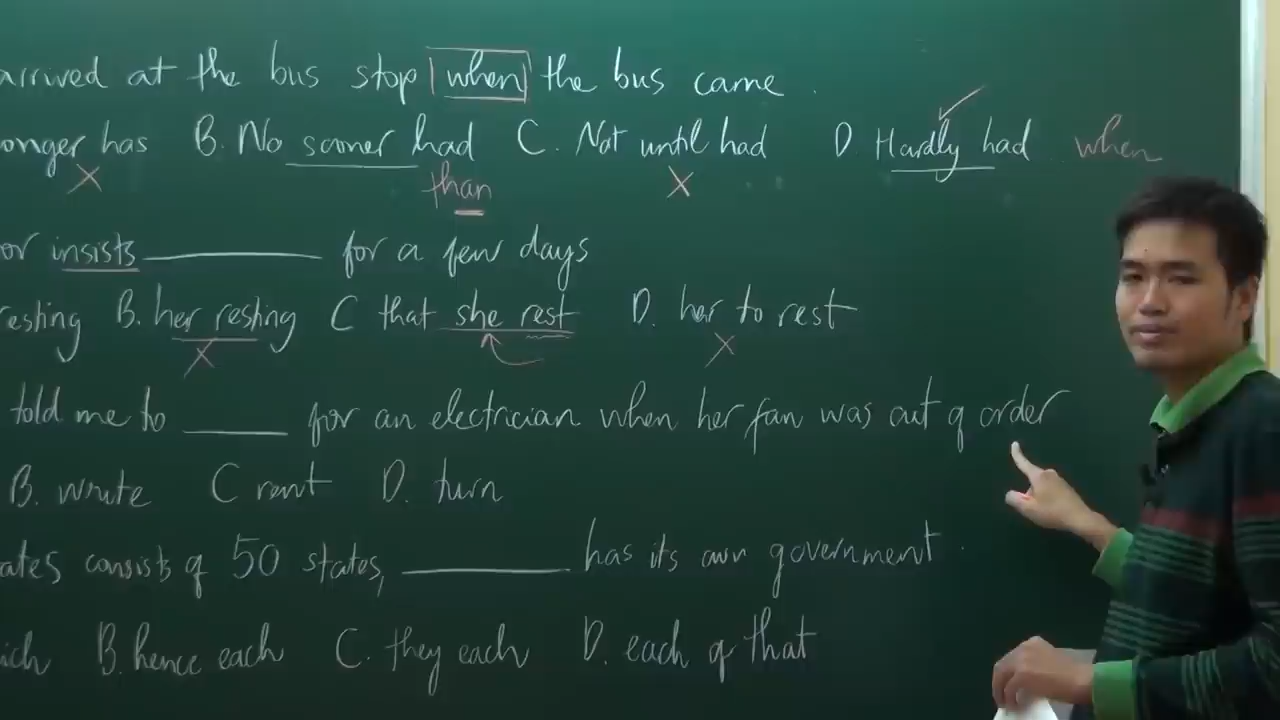 arrived at the bus stop when the bus came.
onger has B. No sooner had C. Not until had D. Hardly had when
than
or insists ________ for a few days
resting B. her resting C that she rest D. her to rest
told me to ____ for an electrician when her fan was out of order
B. write C rent D. turn
ates consists of 50 states, ________ has its own government.
ich B. hence each C. they each D. each of that